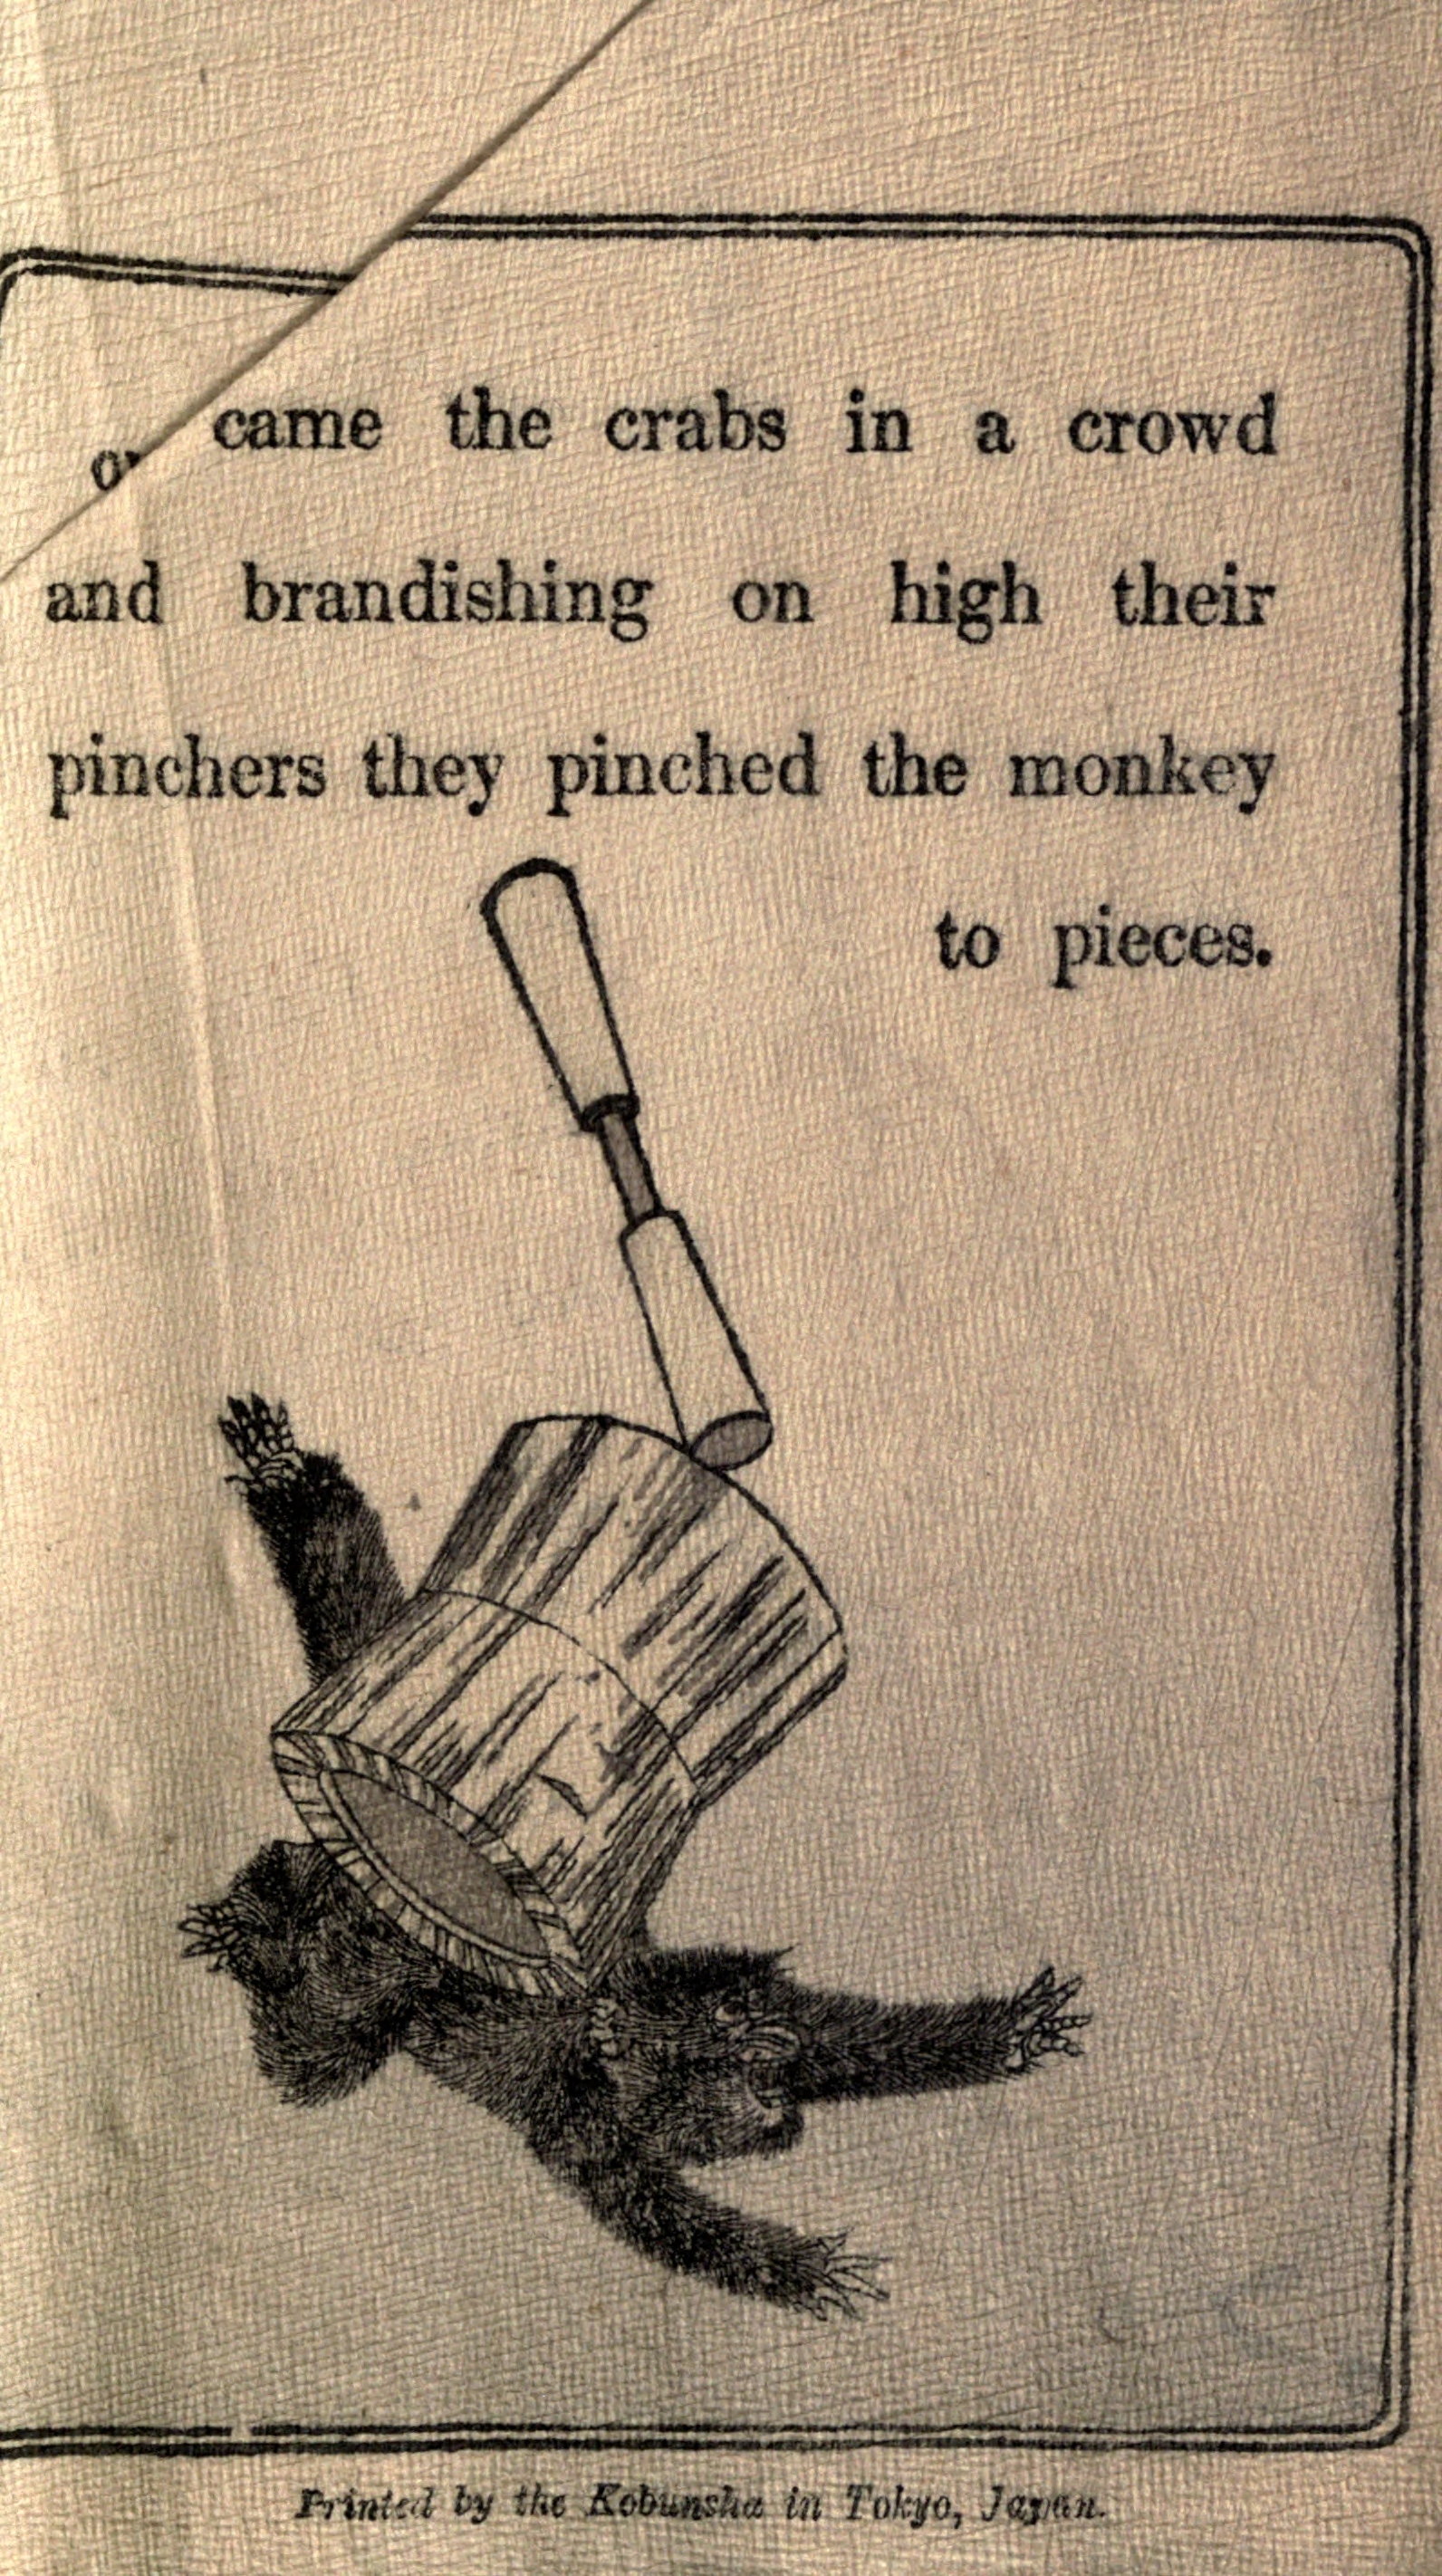 came the crabs in a crowd
and brandishing on high their
pinchers they pinched the monkey
to pieces.
Printed by the Kobunsha in Tokyo, Japan.